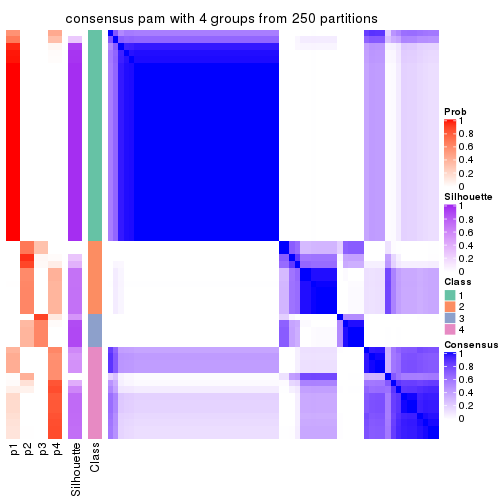 consensus pam with 4 groups from 250 partitions
Prob
1
0.8
0.6
0.4
0.2
0
Silhouette
1
0.8
0.6
0.4
0.2
0
Class
1
2
3
4
Consensus
1
0.8
0.6
0.4
0.2
0
p1
p2
p3
p4
Silhouette
Class